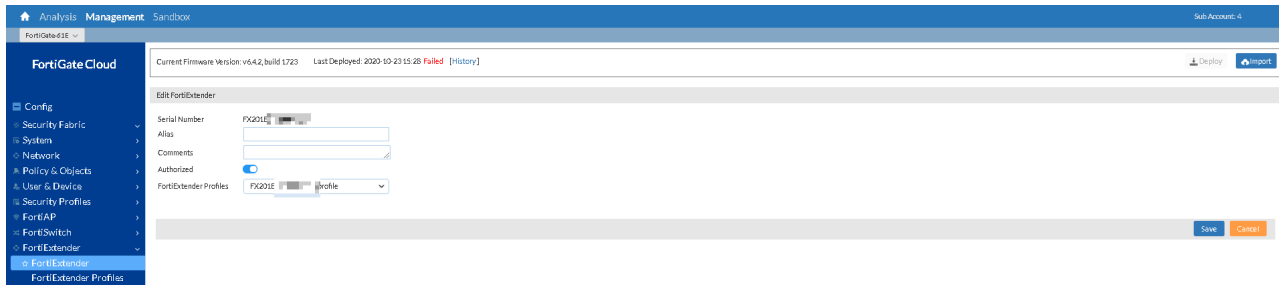 Analysis Management Sandbox Sub Account: 4
FortiGate-61E
FortiGate Cloud
Current Firmware Version: v6.4.2, build 1723 Last Deployed: 2020-10-23 15:28 Failed [History] Deploy Import
Edit FortiExtender
Config
Serial Number FX201E
Security Fabric
Alias
System
Comments
Network
Authorized
Policy & Objects
FortiExtender Profiles FX201E profile
User & Device
Security Profiles
FortiAP
FortiSwitch
Save Cancel
FortiExtender
FortiExtender
FortiExtender Profiles